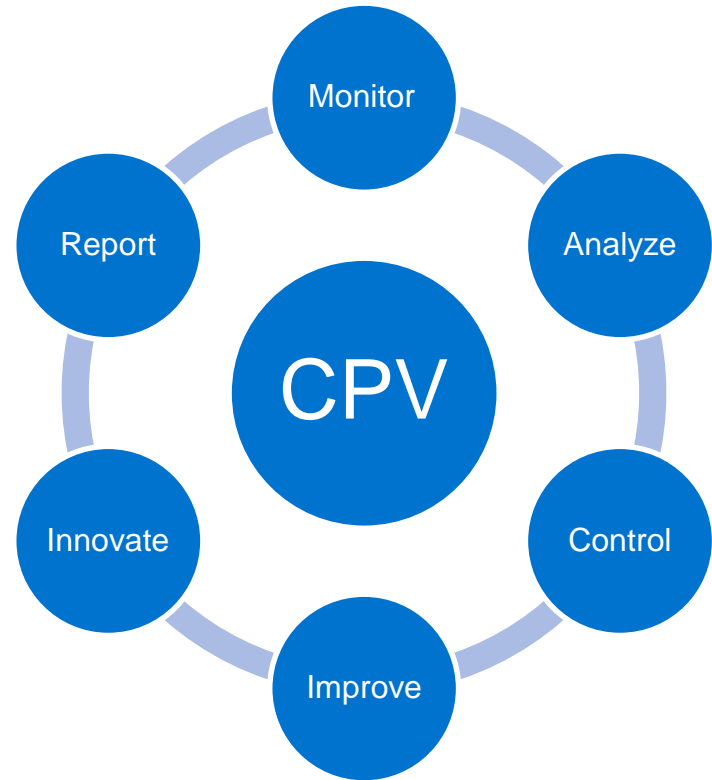 Monitor
Report
Analyze
CPV
Innovate
Control
Improve